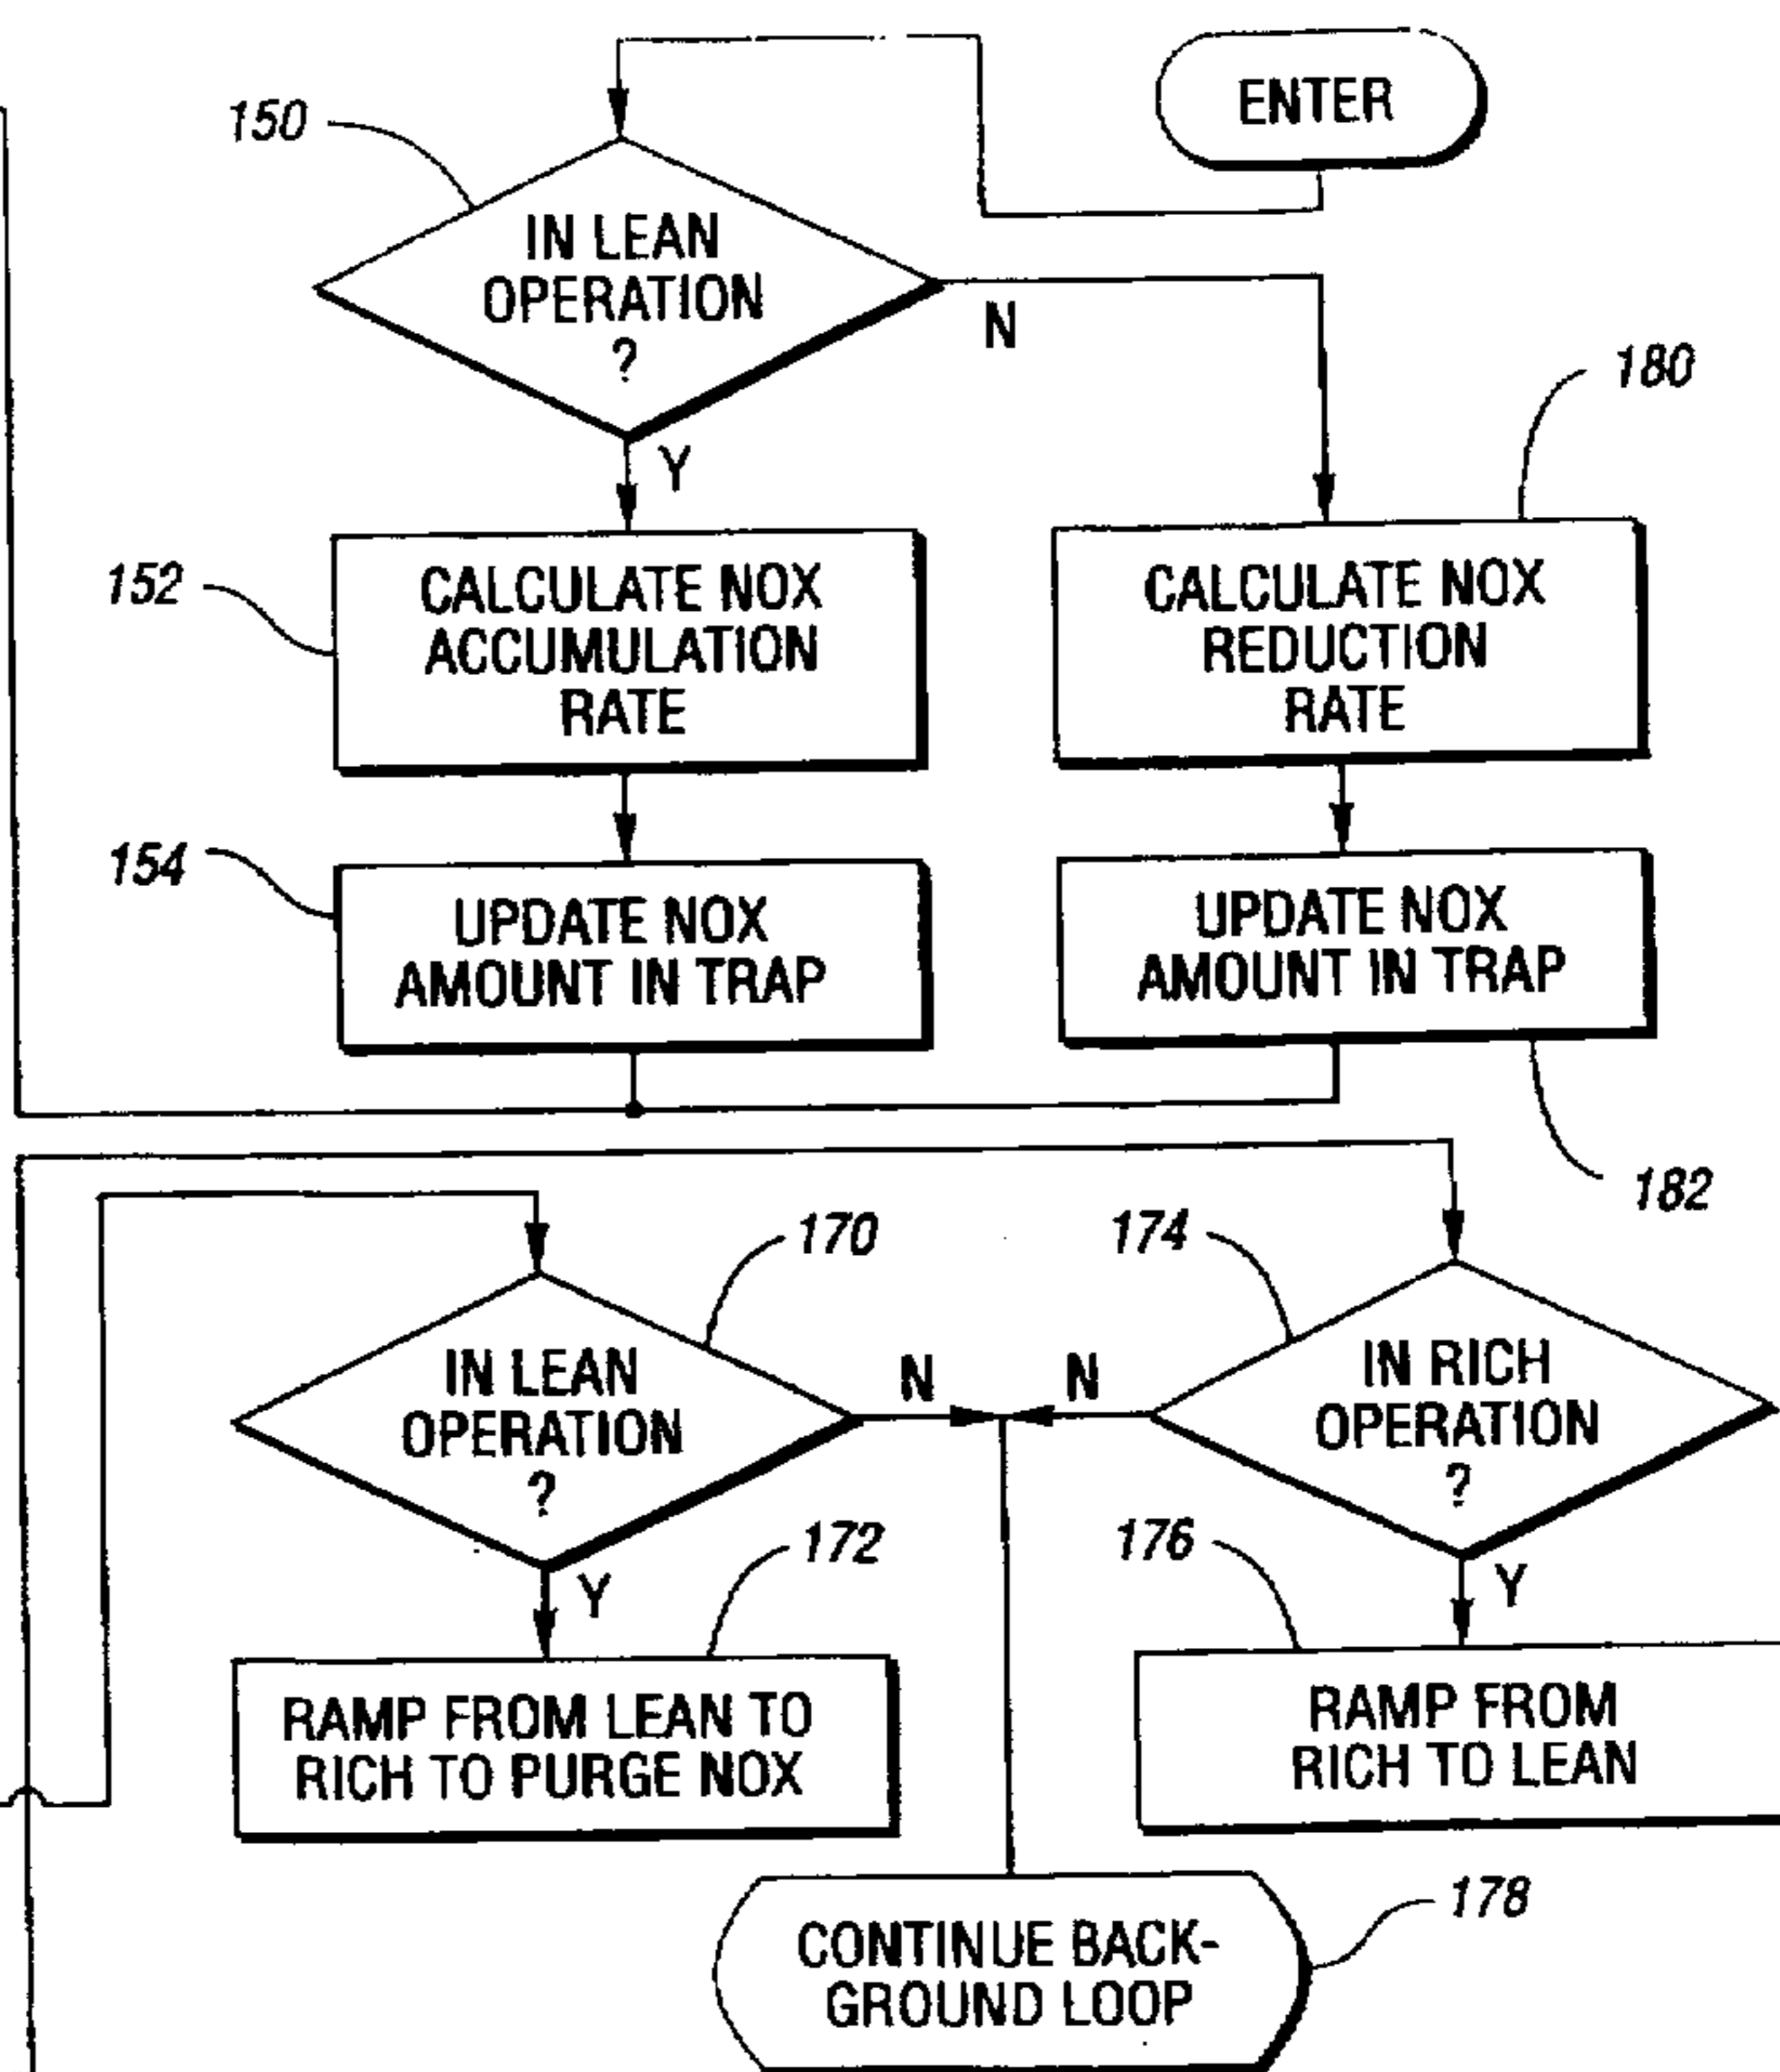 ENTER
150
IN LEAN
OPERATION
?
N
Y
180
152
CALCULATE NOX
ACCUMULATION
RATE
CALCULATE NOX
REDUCTION
RATE
154
UPDATE NOX
AMOUNT IN TRAP
UPDATE NOX
AMOUNT IN TRAP
182
170
IN LEAN
OPERATION
?
N
Y
174
IN RICH
OPERATION
?
N
Y
172
RAMP FROM LEAN TO
RICH TO PURGE NOX
176
RAMP FROM
RICH TO LEAN
178
CONTINUE BACK-
GROUND LOOP